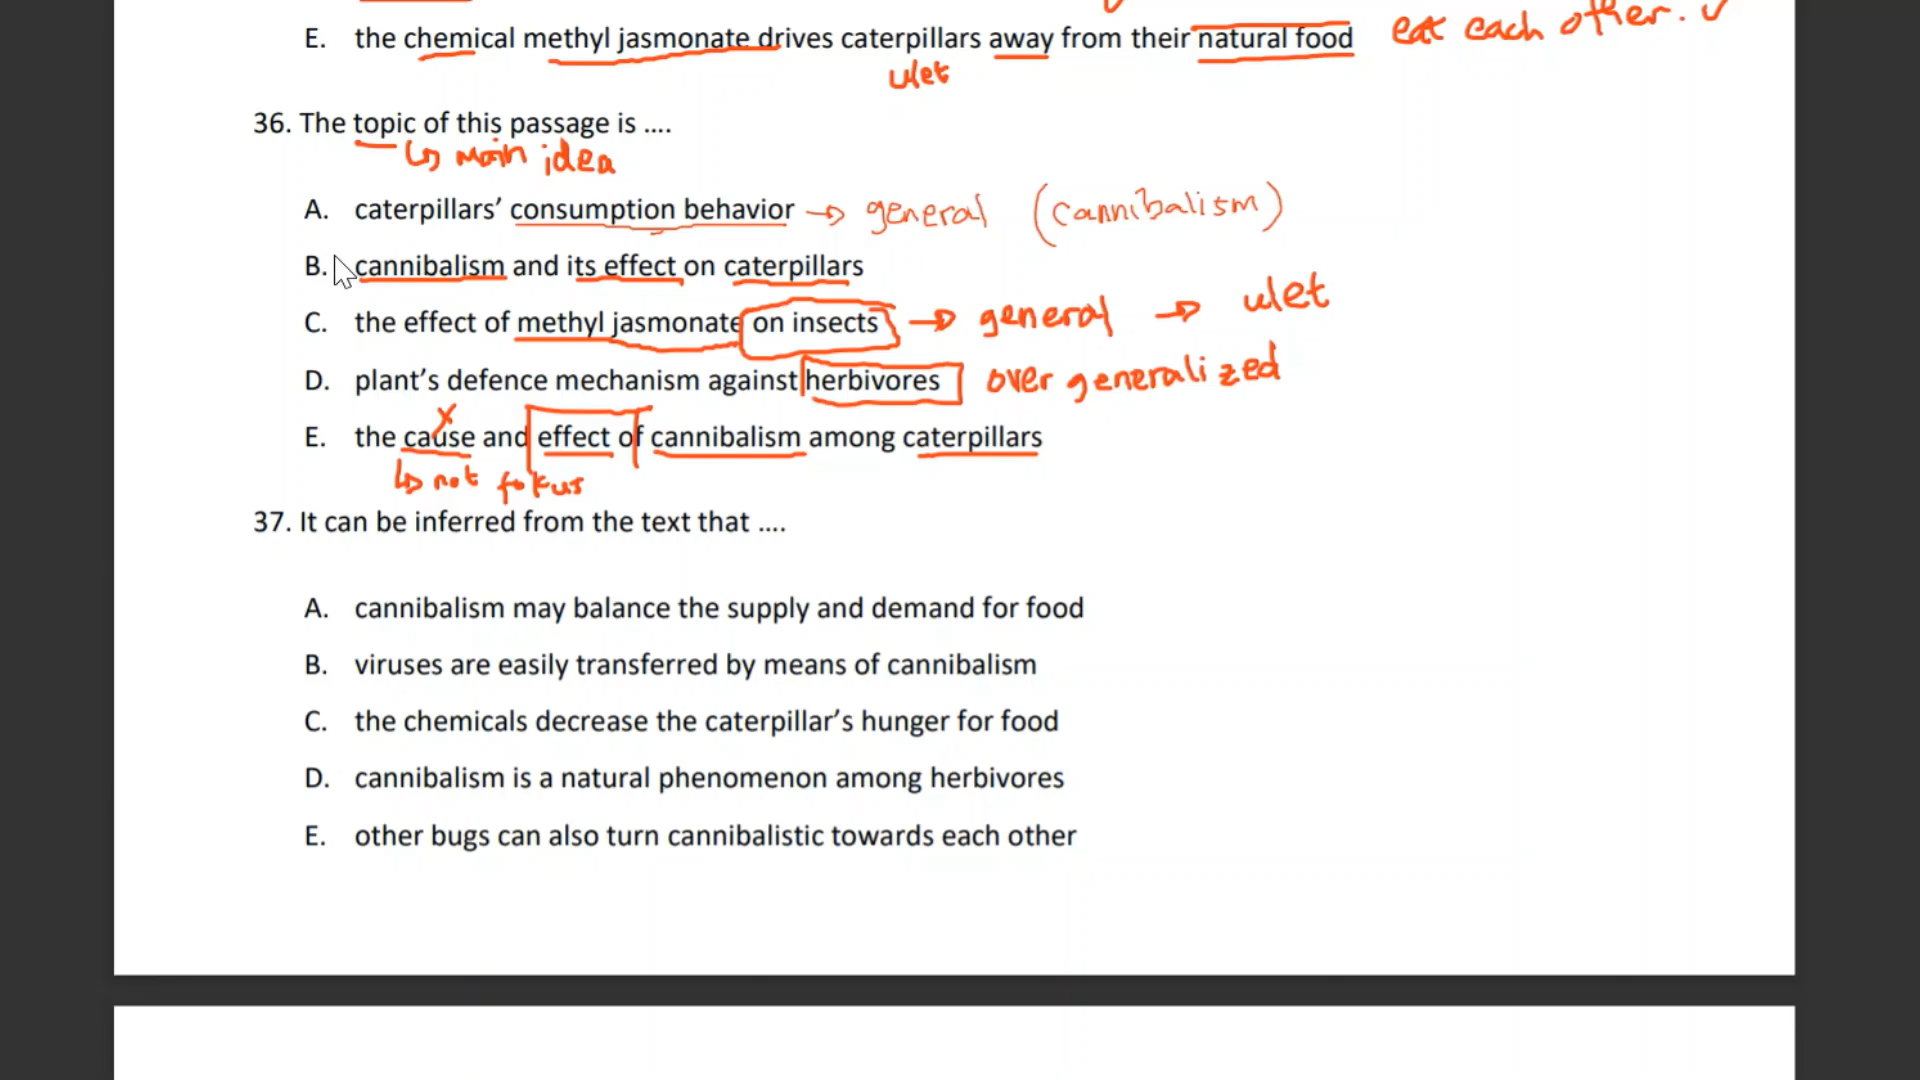 E. the chemical methyl jasmonate drives caterpillars away from their natural food eat each other. ✓
ulet
36. The topic of this passage is ....
↳ main idea
A. caterpillars’ consumption behavior → general (cannibalism)
B. cannibalism and its effect on caterpillars
C. the effect of methyl jasmonate on insects → general → ulet
D. plant’s defence mechanism against herbivores over generalized
E. the cause and effect of cannibalism among caterpillars
↳ not fokus
37. It can be inferred from the text that ....
A. cannibalism may balance the supply and demand for food
B. viruses are easily transferred by means of cannibalism
C. the chemicals decrease the caterpillar’s hunger for food
D. cannibalism is a natural phenomenon among herbivores
E. other bugs can also turn cannibalistic towards each other